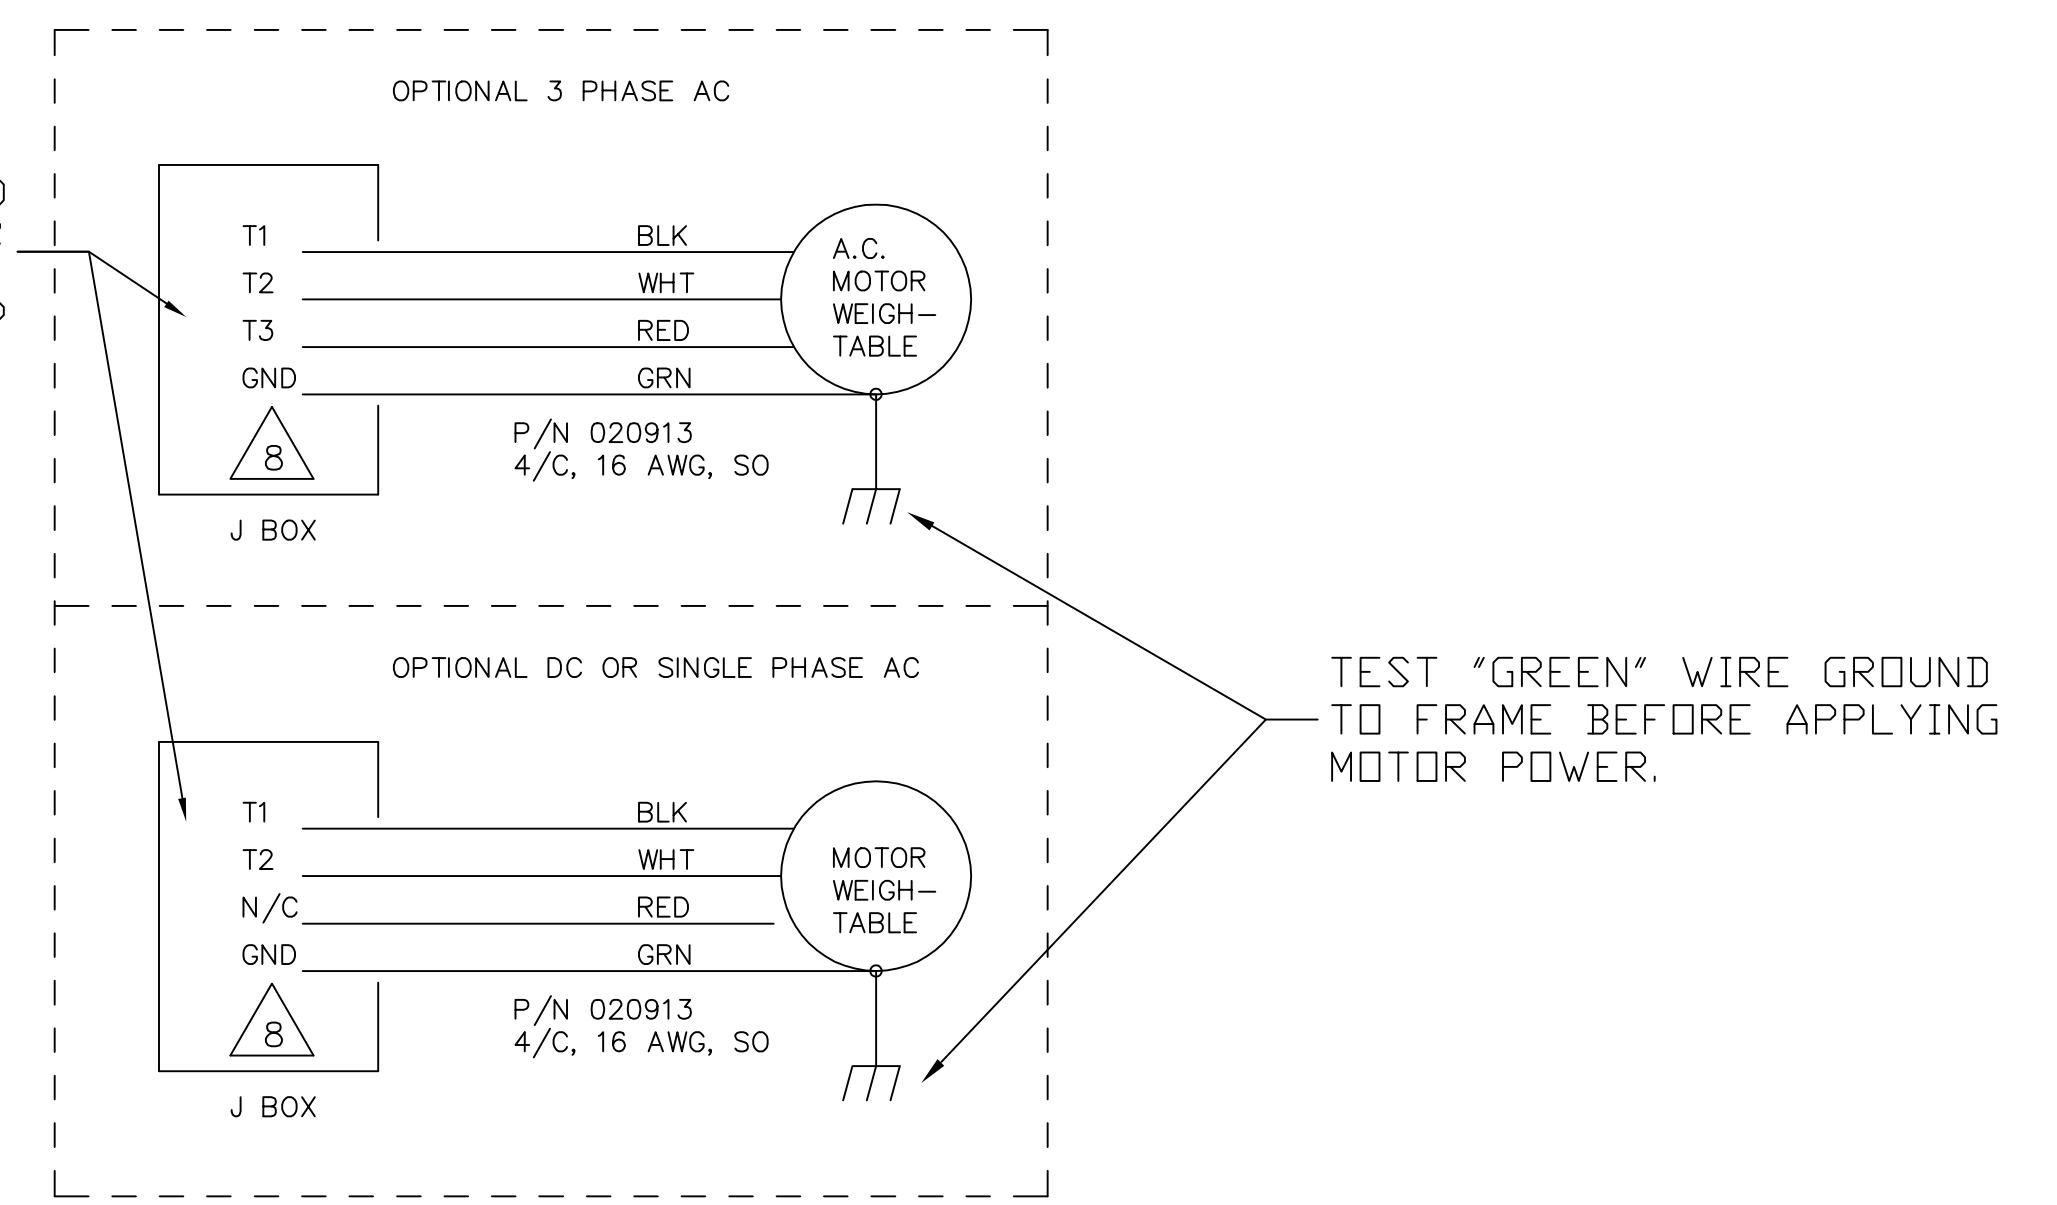 OPTIONAL 3 PHASE AC
T1
BLK
T2
WHT
T3
RED
GND
GRN
A.C.
MOTOR
WEIGH-
TABLE
8
P/N 020913
4/C, 16 AWG, SO
J BOX
OPTIONAL DC OR SINGLE PHASE AC
T1
BLK
T2
WHT
N/C
RED
GND
GRN
MOTOR
WEIGH-
TABLE
8
P/N 020913
4/C, 16 AWG, SO
J BOX
TEST "GREEN" WIRE GROUND
TO FRAME BEFORE APPLYING
MOTOR POWER.